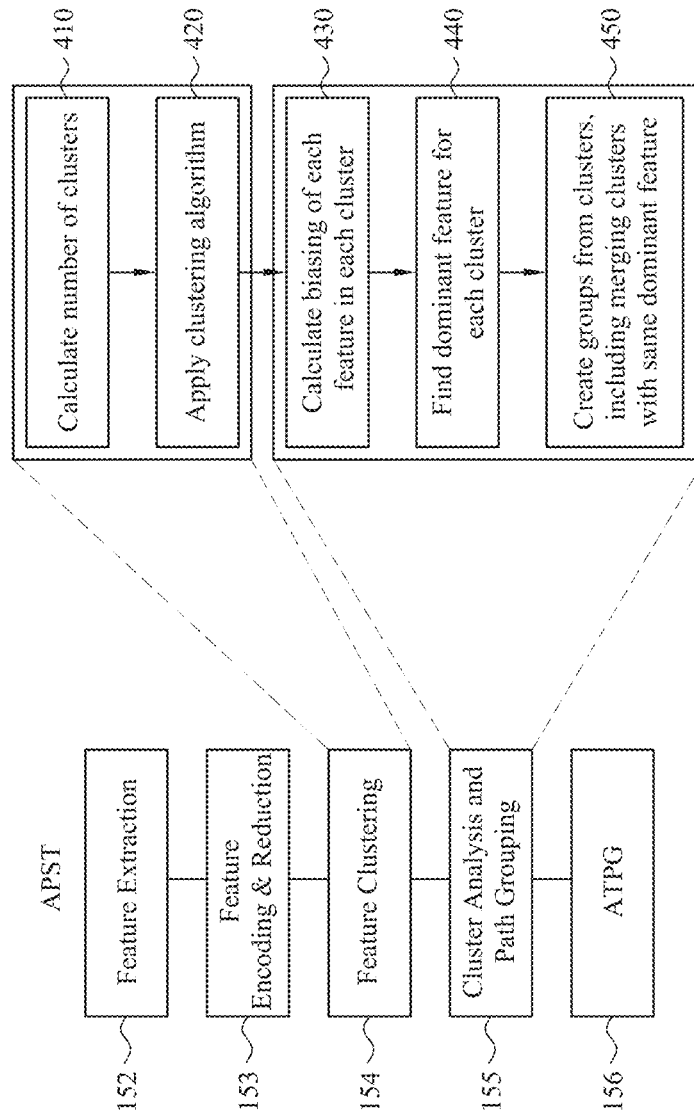 APST
152
Feature Extraction
153
Feature
Encoding & Reduction
154
Feature Clustering
155
Cluster Analysis and
Path Grouping
156
ATPG
Calculate number of clusters
410
Apply clustering algorithm
420
Calculate biasing of each
feature in each cluster
430
Find dominant feature for
each cluster
440
Create groups from clusters,
including merging clusters
with same dominant feature
450